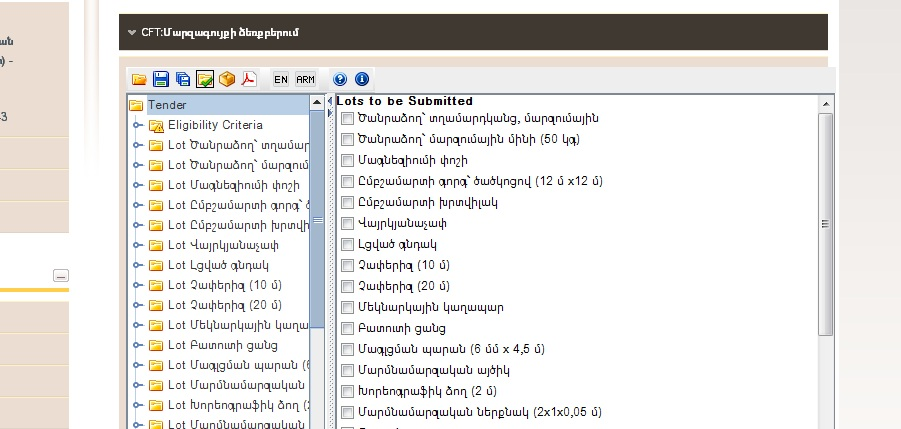 CFT:Մարզագույքի ձեռքբերում
ան
) -
EN ARM
Tender
Eligibility Criteria
Lot Ծանրաձող՝ տղամար
Lot Ծանրաձող՝ մարզում
Lot Մագնեզիումի փոշի
Lot Ըմբշամարտի գորգ՝ ծ
Lot Ըմբշամարտի խրտվի
Lot Վայրկյանաչափ
Lot Լցված գնդակ
Lot Չափերիզ (10 մ)
Lot Չափերիզ (20 մ)
Lot Մեկնարկային կաղա
Lot Բատուտի ցանց
Lot Մագլցման պարան (6
Lot Մարմնամարզական
Lot Խորեոգրաֆիկ ձող (2
Lot Մարմնամարզական
Lots to be Submitted
Ծանրաձող՝ տղամարդկանց, մարզումային
Ծանրաձող՝ մարզումային մինի (50 կգ)
Մագնեզիումի փոշի
Ըմբշամարտի գորգ՝ ծածկոցով (12 մ x12 մ)
Ըմբշամարտի խրտվիլակ
Վայրկյանաչափ
Լցված գնդակ
Չափերիզ (10 մ)
Չափերիզ (20 մ)
Մեկնարկային կաղապար
Բատուտի ցանց
Մագլցման պարան (6 մմ x 4,5 մ)
Մարմնամարզական այծիկ
Խորեոգրաֆիկ ձող (2 մ)
Մարմնամարզական ներքնակ (2x1x0,05 մ)